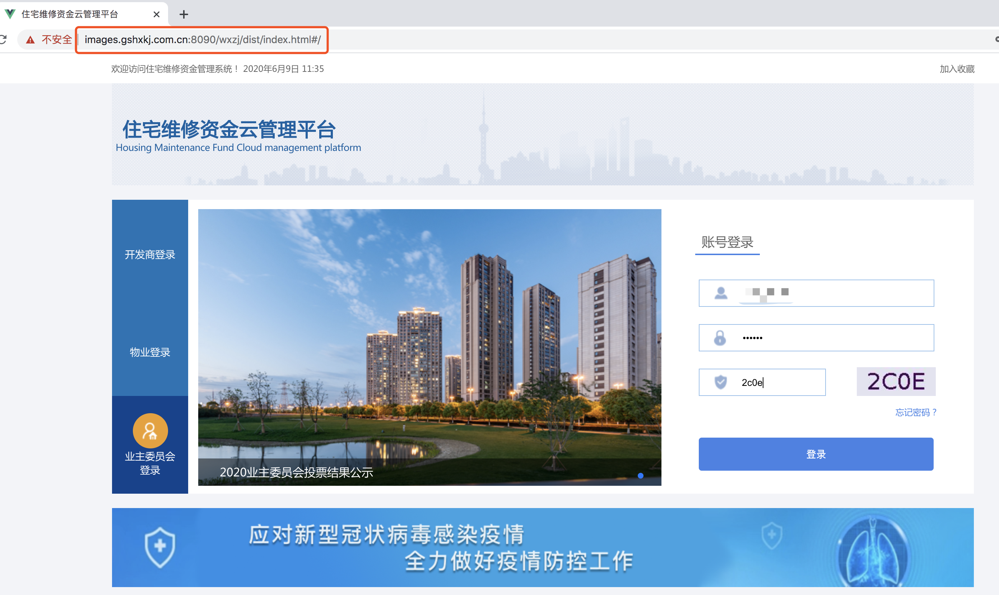 住宅维修资金云管理平台
不安全
images.gshxkj.com.cn:8090/wxzj/dist/index.html#/
欢迎访问住宅维修资金管理系统！ 2020年6月9日 11:35
加入收藏
住宅维修资金云管理平台
Housing Maintenance Fund Cloud management platform
开发商登录
物业登录
业主委员会
登录
2020业主委员会投票结果公示
账号登录
••••••
2c0e
2C0E
忘记密码？
登录
应对新型冠状病毒感染疫情
全力做好疫情防控工作